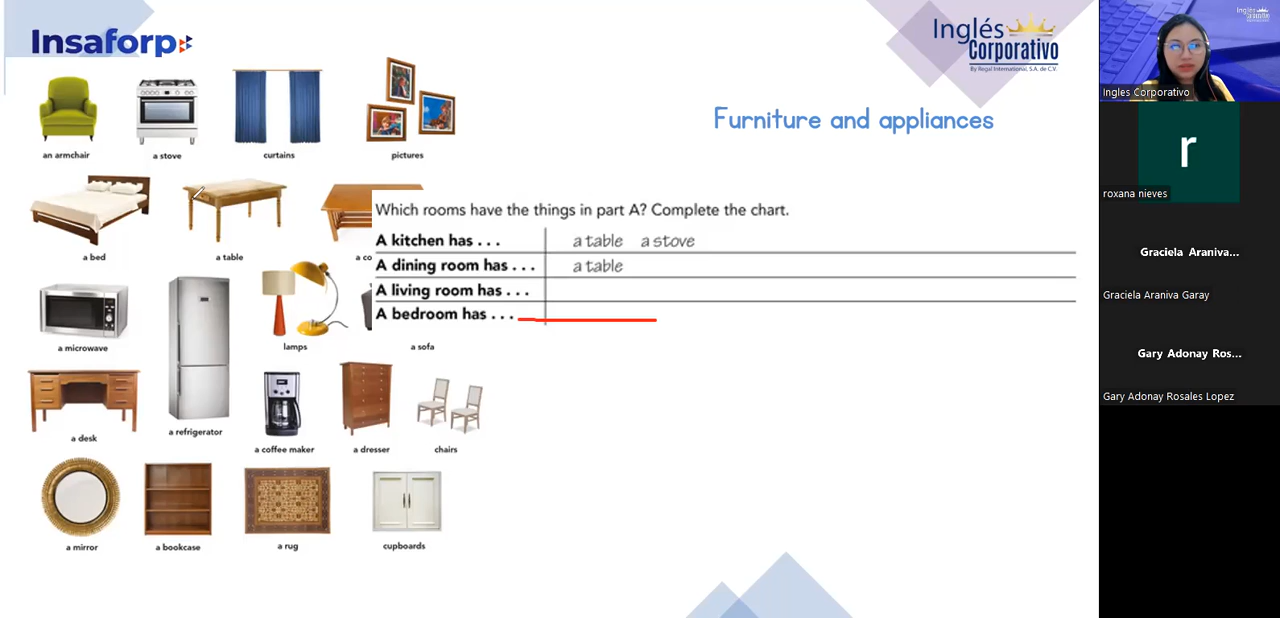 Insaforp
Inglés
Corporativo
By Regal International, S.A. de C.V.
Furniture and appliances
an armchair
a stove
curtains
pictures
a bed
a table
a co
Which rooms have the things in part A? Complete the chart.
A kitchen has . . . a table a stove
A dining room has . . . a table
A living room has . . .
A bedroom has . . .
a microwave
a refrigerator
lamps
a sofa
a desk
a coffee maker
a dresser
chairs
a mirror
a bookcase
a rug
cupboards
Inglés
Ingles Corporativo
r
roxana nieves
Graciela Araniva...
Graciela Araniva Garay
Gary Adonay Ros...
Gary Adonay Rosales Lopez